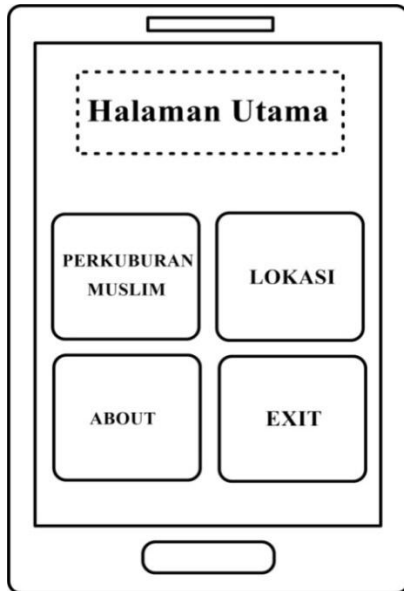 Halaman Utama
PERKUBURAN
MUSLIM
LOKASI
ABOUT
EXIT